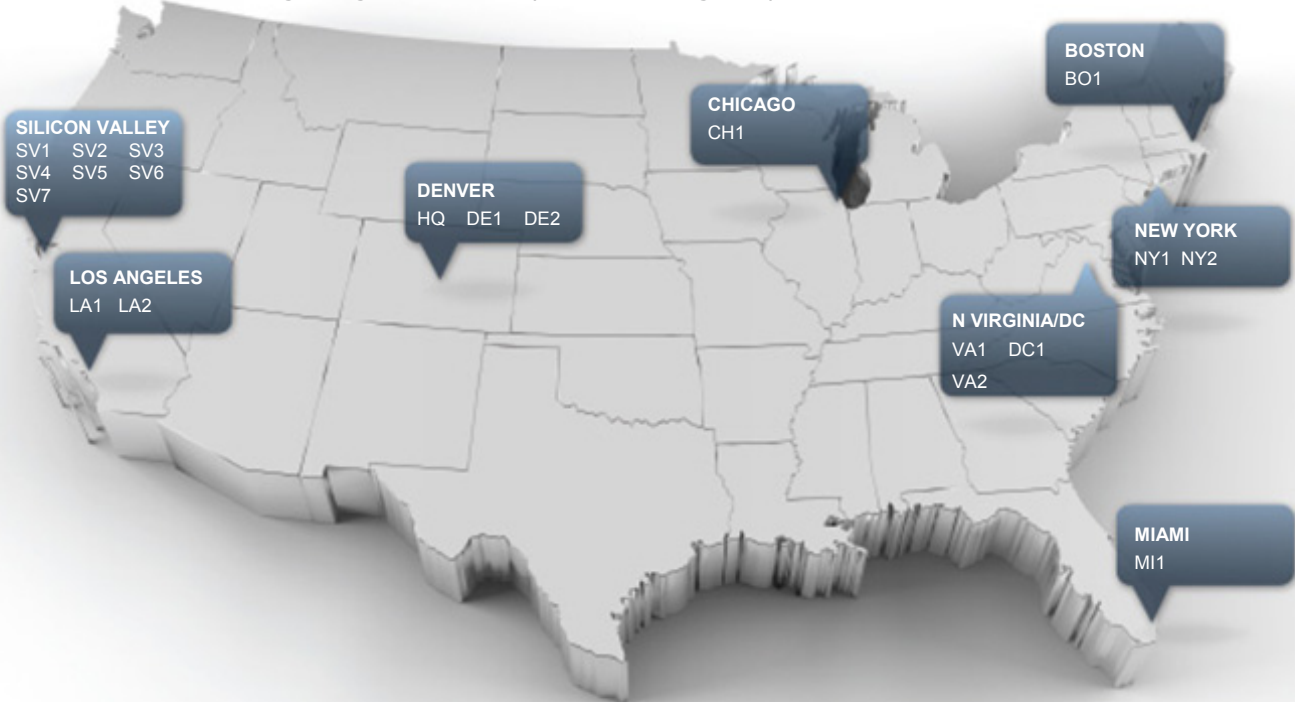 BOSTON
BO1
CHICAGO
CH1
SILICON VALLEY
SV1 SV2 SV3
SV4 SV5 SV6
SV7
DENVER
HQ DE1 DE2
NEW YORK
NY1 NY2
LOS ANGELES
LA1 LA2
N VIRGINIA/DC
VA1 DC1
VA2
MIAMI
MI1